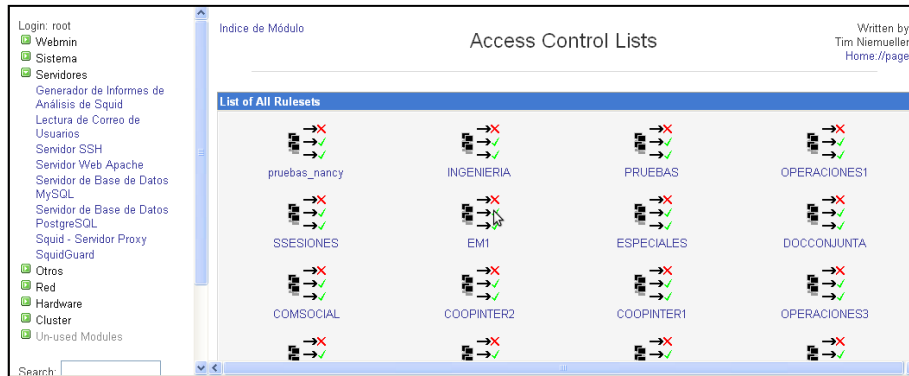 Login: root
Webmin
Sistema
Servidores
Generador de Informes de
Análisis de Squid
Lectura de Correo de
Usuarios
Servidor SSH
Servidor Web Apache
Servidor de Base de Datos
MySQL
Servidor de Base de Datos
PostgreSQL
Squid - Servidor Proxy
SquidGuard
Otros
Red
Hardware
Cluster
Un-used Modules
Search:
Indice de Módulo
Access Control Lists
Written by
Tim Niemueller
Home://page
List of All Rulesets
pruebas_nancy INGENIERIA PRUEBAS OPERACIONES1
SSESIONES EM1 ESPECIALES DOCCONJUNTA
COMSOCIAL COOPINTER2 COOPINTER1 OPERACIONES3